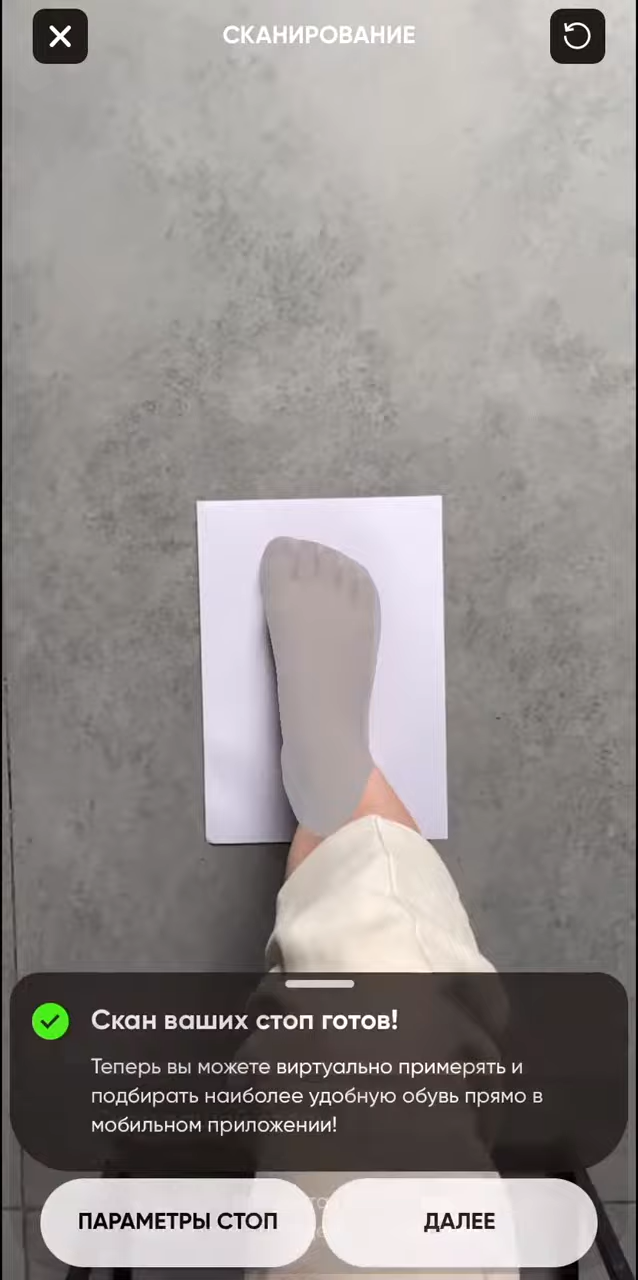 СКАНИРОВАНИЕ
Скан ваших стоп готов!
Теперь вы можете виртуально примерять и
подбирать наиболее удобную обувь прямо в
мобильном приложении!
ПАРАМЕТРЫ СТОП
ДАЛЕЕ